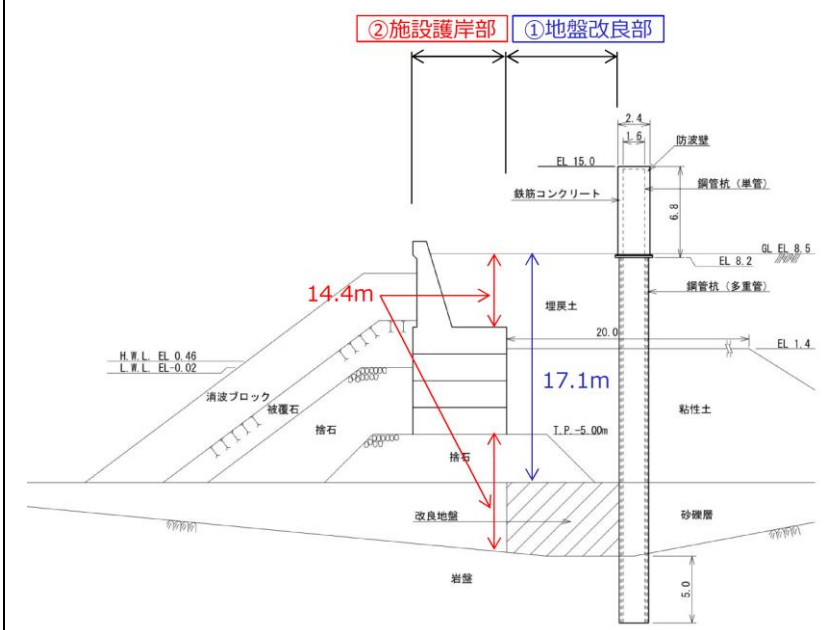 ②施設護岸部
①地盤改良部
2.4
1.6
防波壁
EL 15.0
鋼管杭（単管）
鉄筋コンクリート
6.8
GL EL 8.5
EL 8.2
14.4m
鋼管杭（多重管）
埋戻土
20.0
EL 1.4
H.W.L. EL 0.46
L.W.L. EL-0.02
17.1m
消波ブロック
被覆石
粘性土
捨石
T.P.-5.00m
捨石
改良地盤
砂礫層
岩盤
5.0